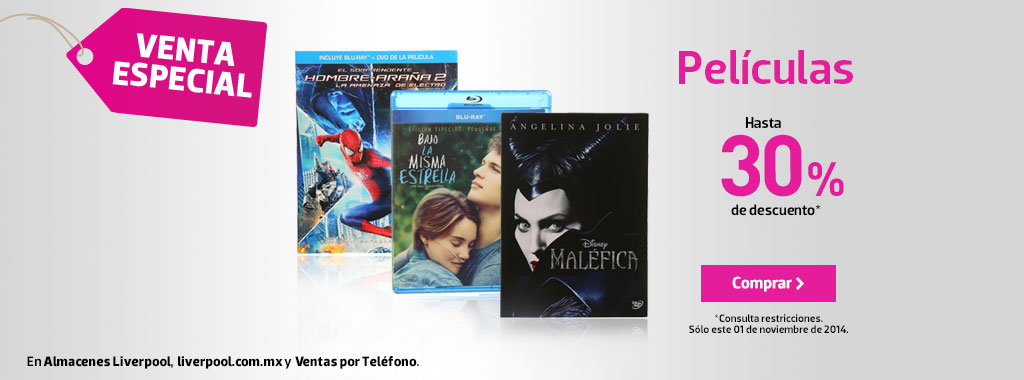 VENTA
ESPECIAL
INCLUYE BLU-RAY™ + DVD DE LA PELÍCULA
EL SORPRENDENTE
HOMBRE-ARAÑA 2
LA AMENAZA DE ELECTRO
BLU-RAY™
BAJO
LA
MISMA
ESTRELLA
ANGELINA JOLIE
Disney
MALÉFICA
Películas
Hasta
30%
de descuento*
Comprar
*Consulta restricciones.
Sólo este 01 de noviembre de 2014.
En Almacenes Liverpool, liverpool.com.mx y Ventas por Teléfono.